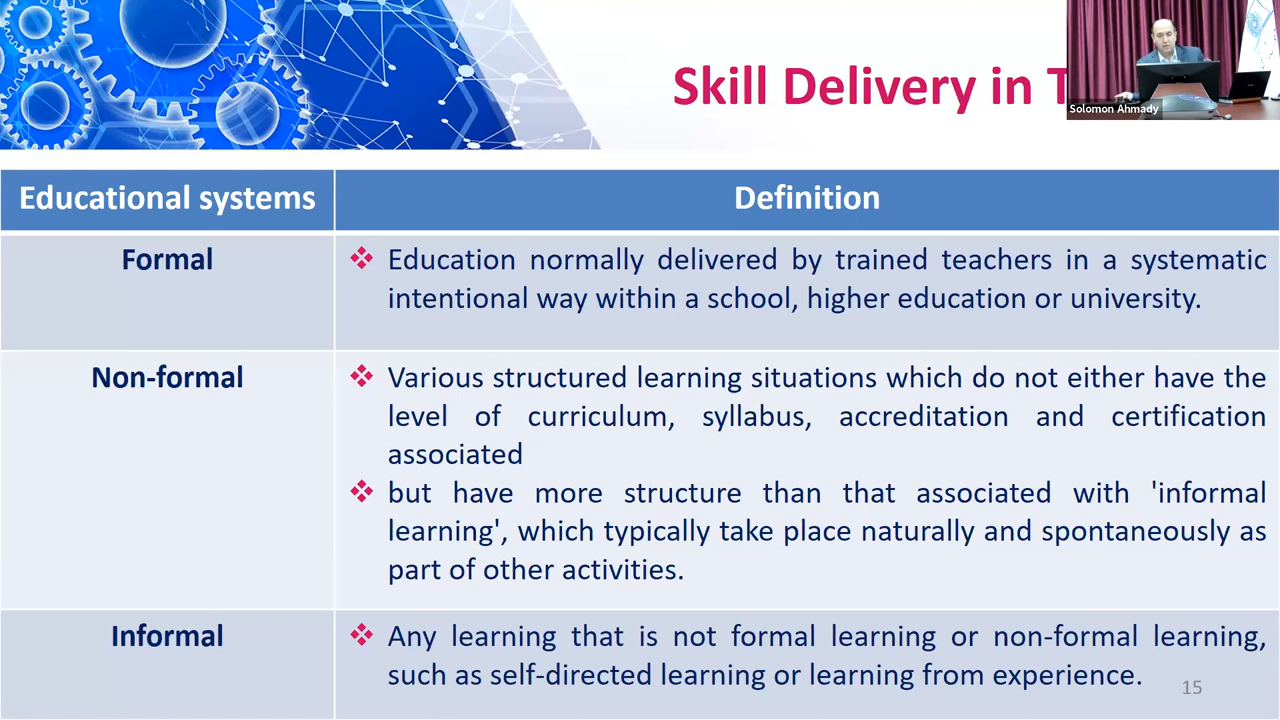 Skill Delivery in T
Solomon Ahmady
Educational systems
Definition
Formal
Education normally delivered by trained teachers in a systematic
intentional way within a school, higher education or university.
Non-formal
Various structured learning situations which do not either have the
level of curriculum, syllabus, accreditation and certification
associated
but have more structure than that associated with 'informal
learning', which typically take place naturally and spontaneously as
part of other activities.
Informal
Any learning that is not formal learning or non-formal learning,
such as self-directed learning or learning from experience.
15